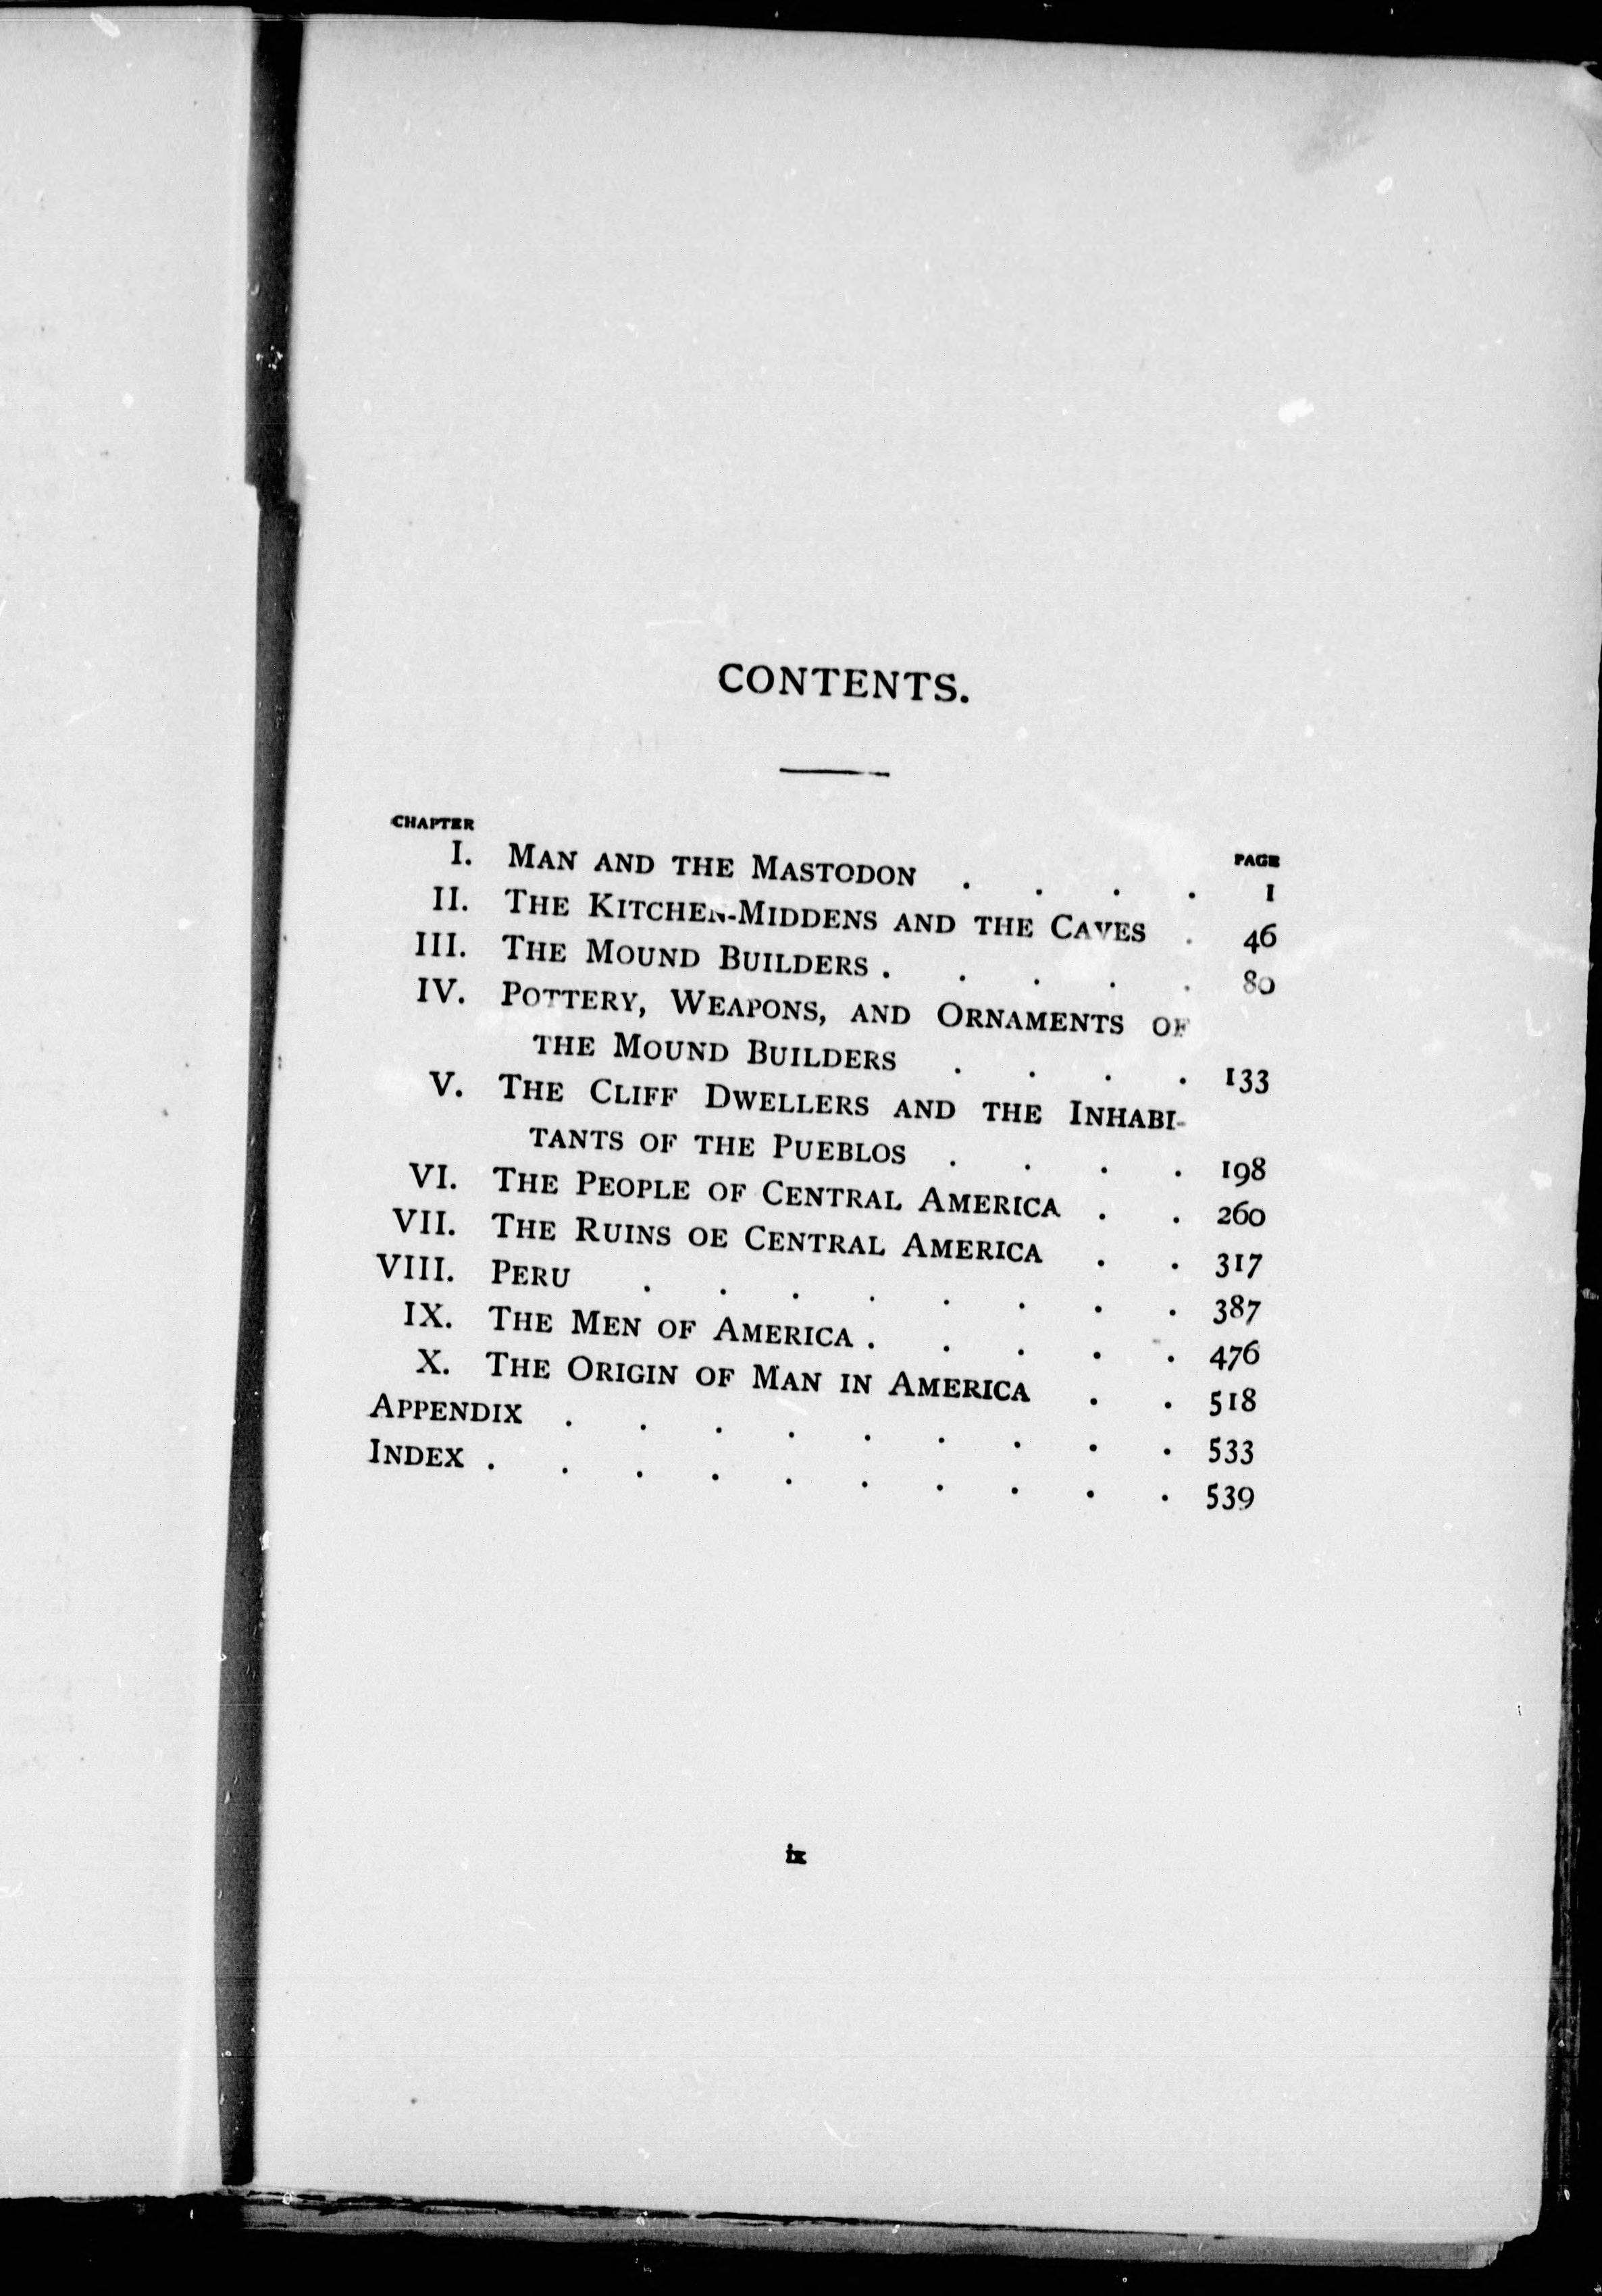 CONTENTS.
CHAPTER PAGE
I. MAN AND THE MASTODON . . . . 1
II. THE KITCHEN-MIDDENS AND THE CAVES . 46
III. THE MOUND BUILDERS . . . . . 80
IV. POTTERY, WEAPONS, AND ORNAMENTS OF
THE MOUND BUILDERS . . . . 133
V. THE CLIFF DWELLERS AND THE INHABI-
TANTS OF THE PUEBLOS . . . . 198
VI. THE PEOPLE OF CENTRAL AMERICA . . 260
VII. THE RUINS OE CENTRAL AMERICA . . 317
VIII. PERU . . . . . . . . 387
IX. THE MEN OF AMERICA . . . . . 476
X. THE ORIGIN OF MAN IN AMERICA . . 518
APPENDIX . . . . . . . . . 533
INDEX . . . . . . . . . . 539
ix